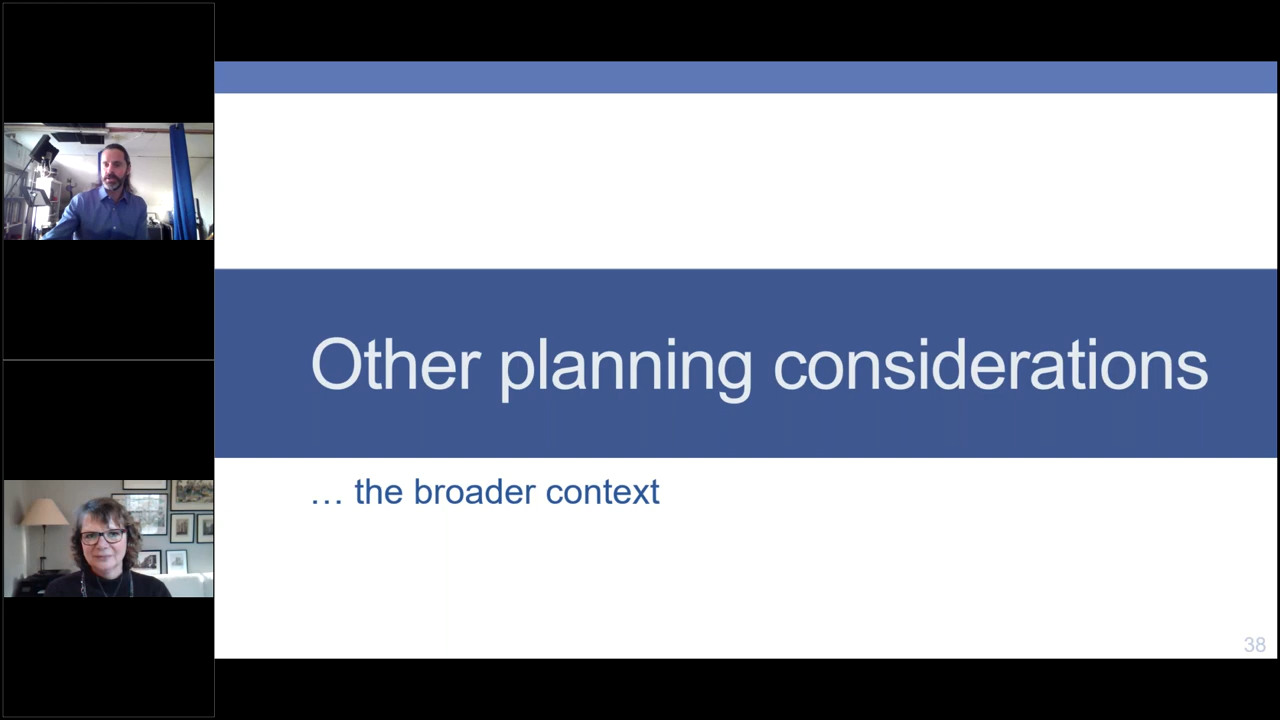 Other planning considerations
… the broader context
38